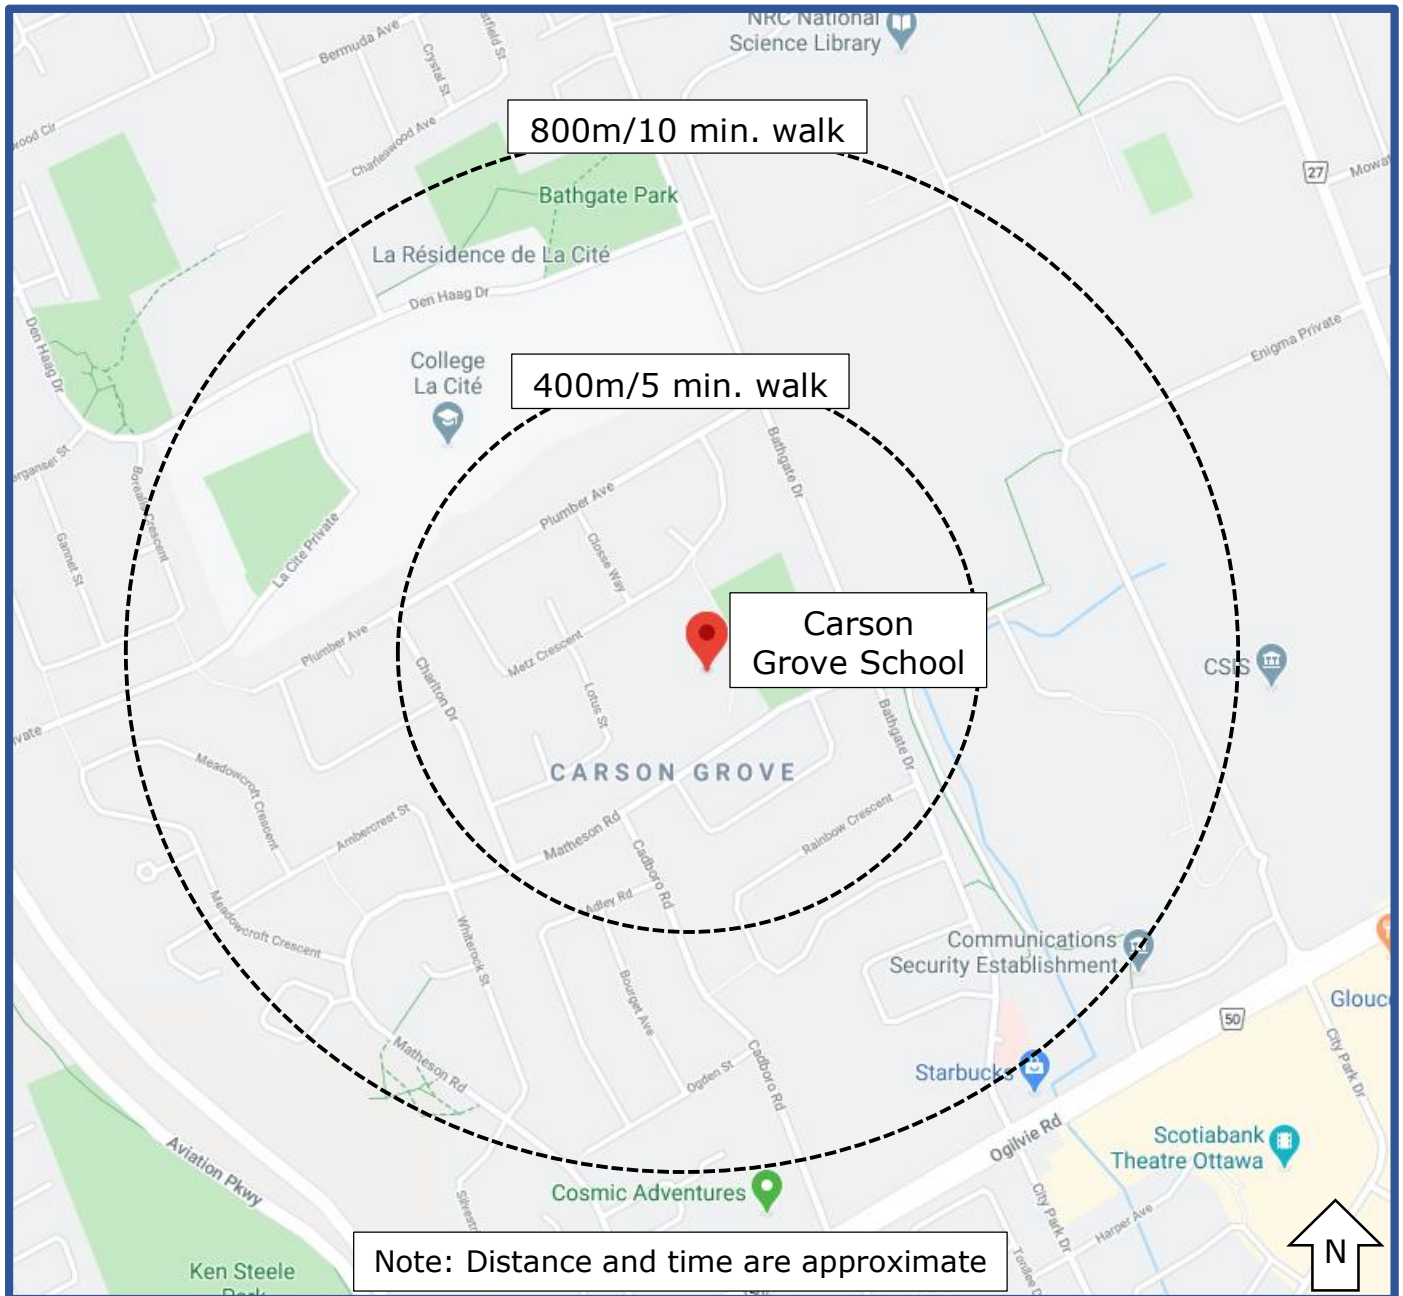 NRC National
Science Library
Bermuda Ave
Crystal St
Charleswood Ave
800m/10 min. walk
27
Bathgate Park
La Résidence de La Cité
Den Haag Dr
Enigma Private
Den Haag Dr
College
La Cité
400m/5 min. walk
Bathgate Dr
Borealis Crescent
Plumber Ave
Gannet St
La Cite Private
Closse Way
Carson
Grove School
Plumber Ave
Metz Crescent
CSIS
Charlton Dr
Lotus St
Bathgate Dr
CARSON GROVE
Meadowcroft Crescent
Ambercrest St
Matheson Rd
Rainbow Crescent
Cadboro Rd
Adley Rd
Meadowcroft Crescent
Whiterock St
Communications
Security Establishment
Bourget Ave
50
City Park Dr
Matheson Rd
Cadboro Rd
Ogden St
Starbucks
Ogilvie Rd
Scotiabank
Theatre Ottawa
Aviation Pkwy
Cosmic Adventures
City Park Dr
Harper Ave
Note: Distance and time are approximate
N
Ken Steele
Park